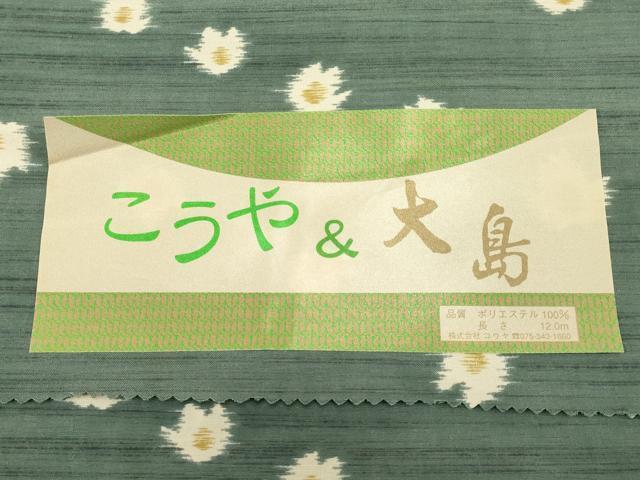 こうや & 大島
品質 ポリエステル 100%
長さ 12.0m
株式会社 コウヤ ☎075-343-1660